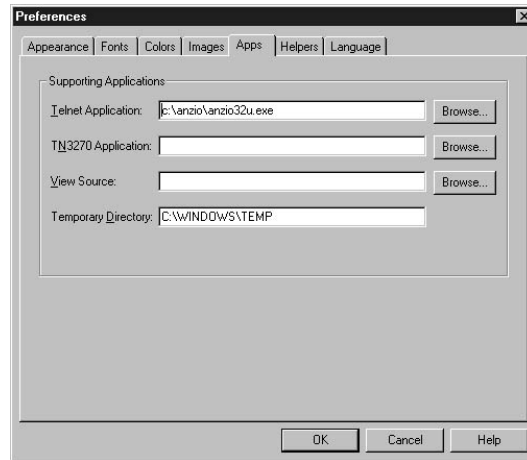 Preferences
Appearance Fonts Colors Images Apps Helpers Language
Supporting Applications
Telnet Application: c:\anzio\anzio32u.exe Browse...
TN3270 Application: Browse...
View Source: Browse...
Temporary Directory: C:\WINDOWS\TEMP
OK Cancel Help